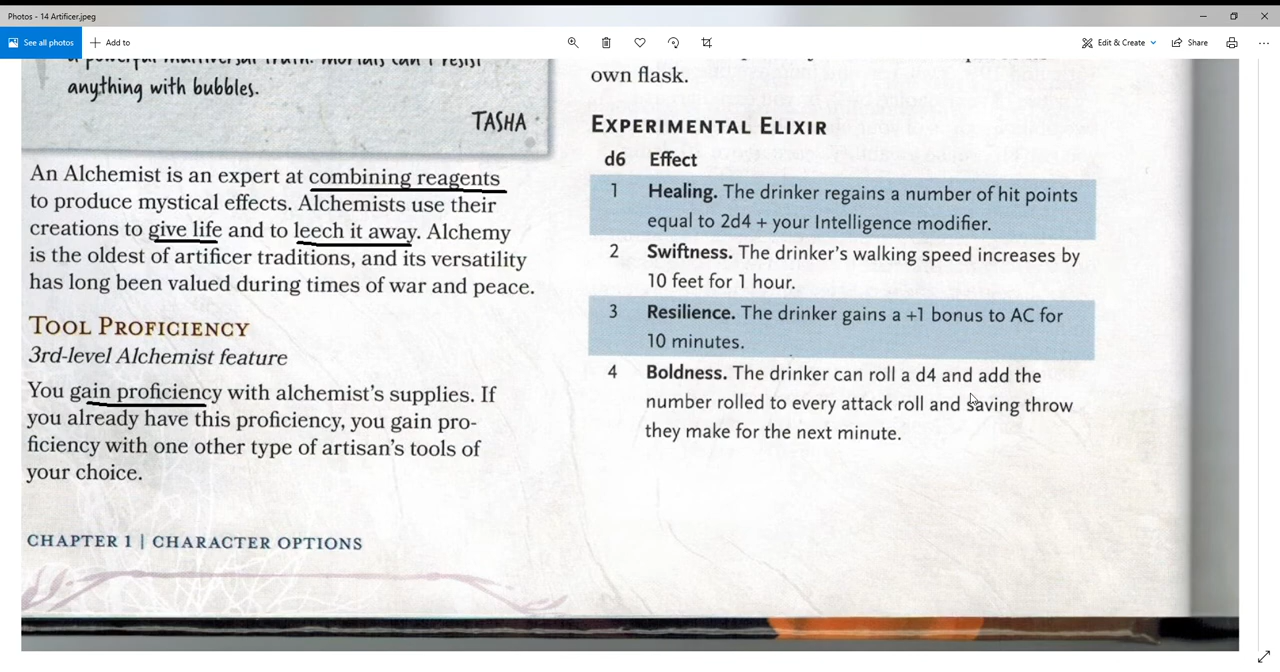 Photos - 14 Artificer.jpeg
See all photos
Add to
Edit & Create
Share
a powerful multiversal truth: mortals can't resist
anything with bubbles.
TASHA
An Alchemist is an expert at combining reagents
to produce mystical effects. Alchemists use their
creations to give life and to leech it away. Alchemy
is the oldest of artificer traditions, and its versatility
has long been valued during times of war and peace.
TOOL PROFICIENCY
3rd-level Alchemist feature
You gain proficiency with alchemist's supplies. If
you already have this proficiency, you gain pro-
ficiency with one other type of artisan's tools of
your choice.
CHAPTER 1 | CHARACTER OPTIONS
own flask.
EXPERIMENTAL ELIXIR
d6 Effect
1 Healing. The drinker regains a number of hit points
equal to 2d4 + your Intelligence modifier.
2 Swiftness. The drinker's walking speed increases by
10 feet for 1 hour.
3 Resilience. The drinker gains a +1 bonus to AC for
10 minutes.
4 Boldness. The drinker can roll a d4 and add the
number rolled to every attack roll and saving throw
they make for the next minute.